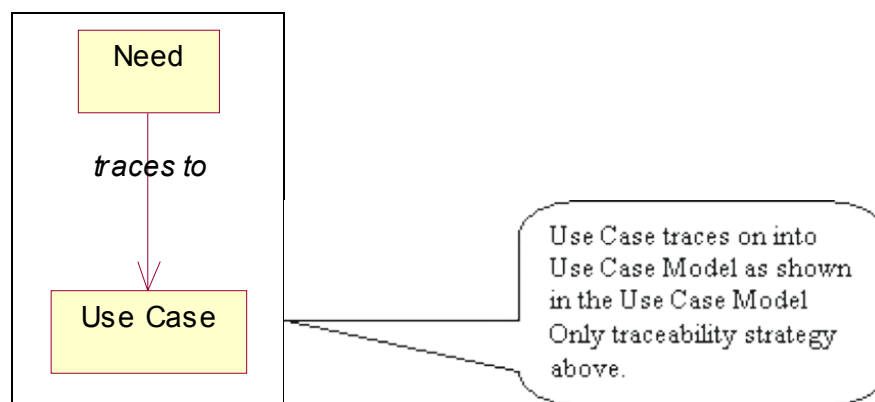 Need
traces to
Use Case
Use Case traces on into
Use Case Model as shown
in the Use Case Model
Only traceability strategy
above.